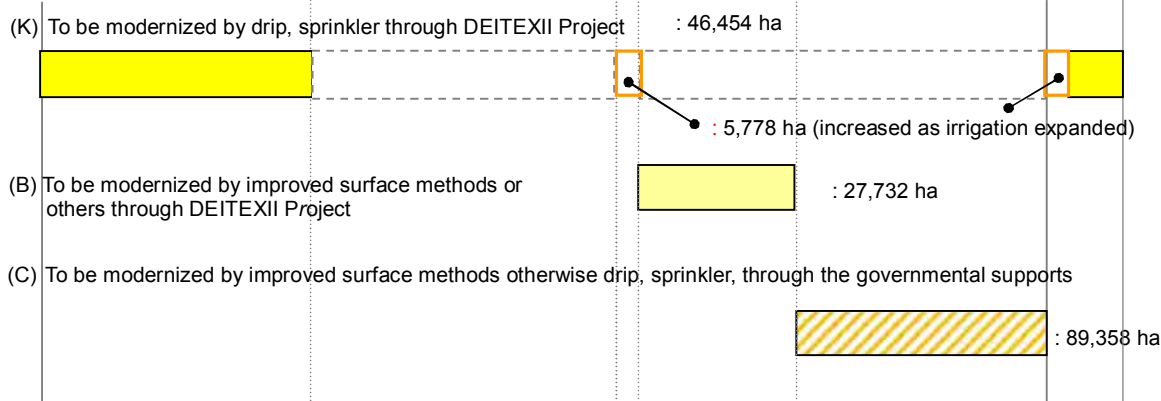 (K) To be modernized by drip, sprinkler through DEITEXII Project : 46,454 ha
: 5,778 ha (increased as irrigation expanded)
(B) To be modernized by improved surface methods or
others through DEITEXII Project : 27,732 ha
(C) To be modernized by improved surface methods otherwise drip, sprinkler, through the governmental supports
: 89,358 ha